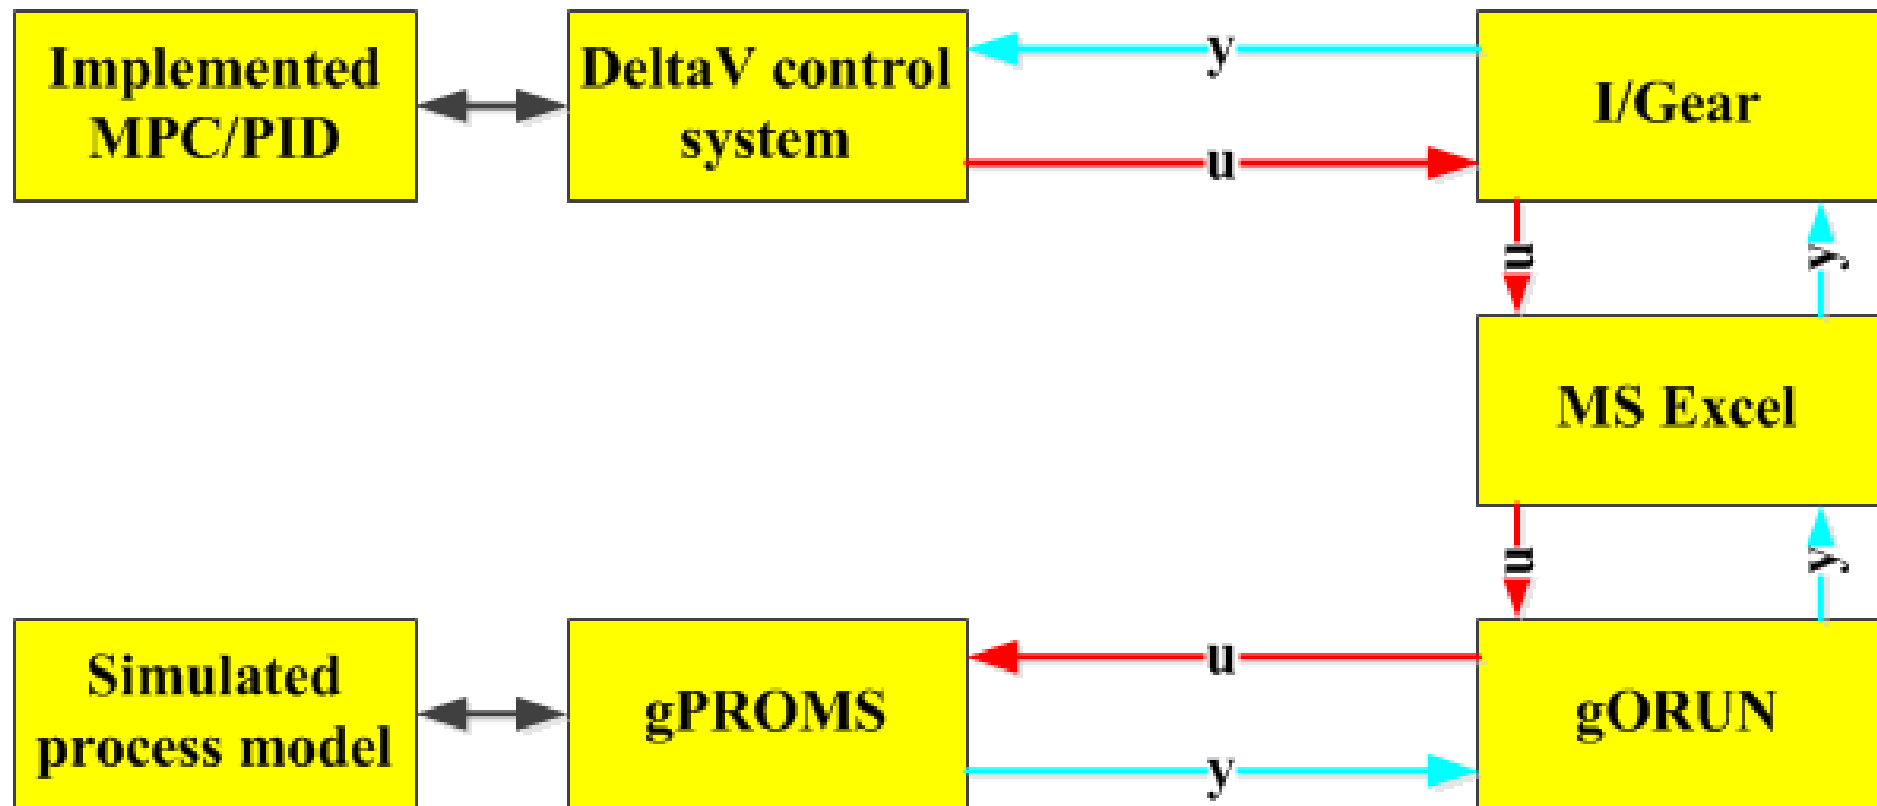 Implemented
MPC/PID
DeltaV control
system
y
u
I/Gear
u
y
MS Excel
u
y
Simulated
process model
gPROMS
u
y
gORUN